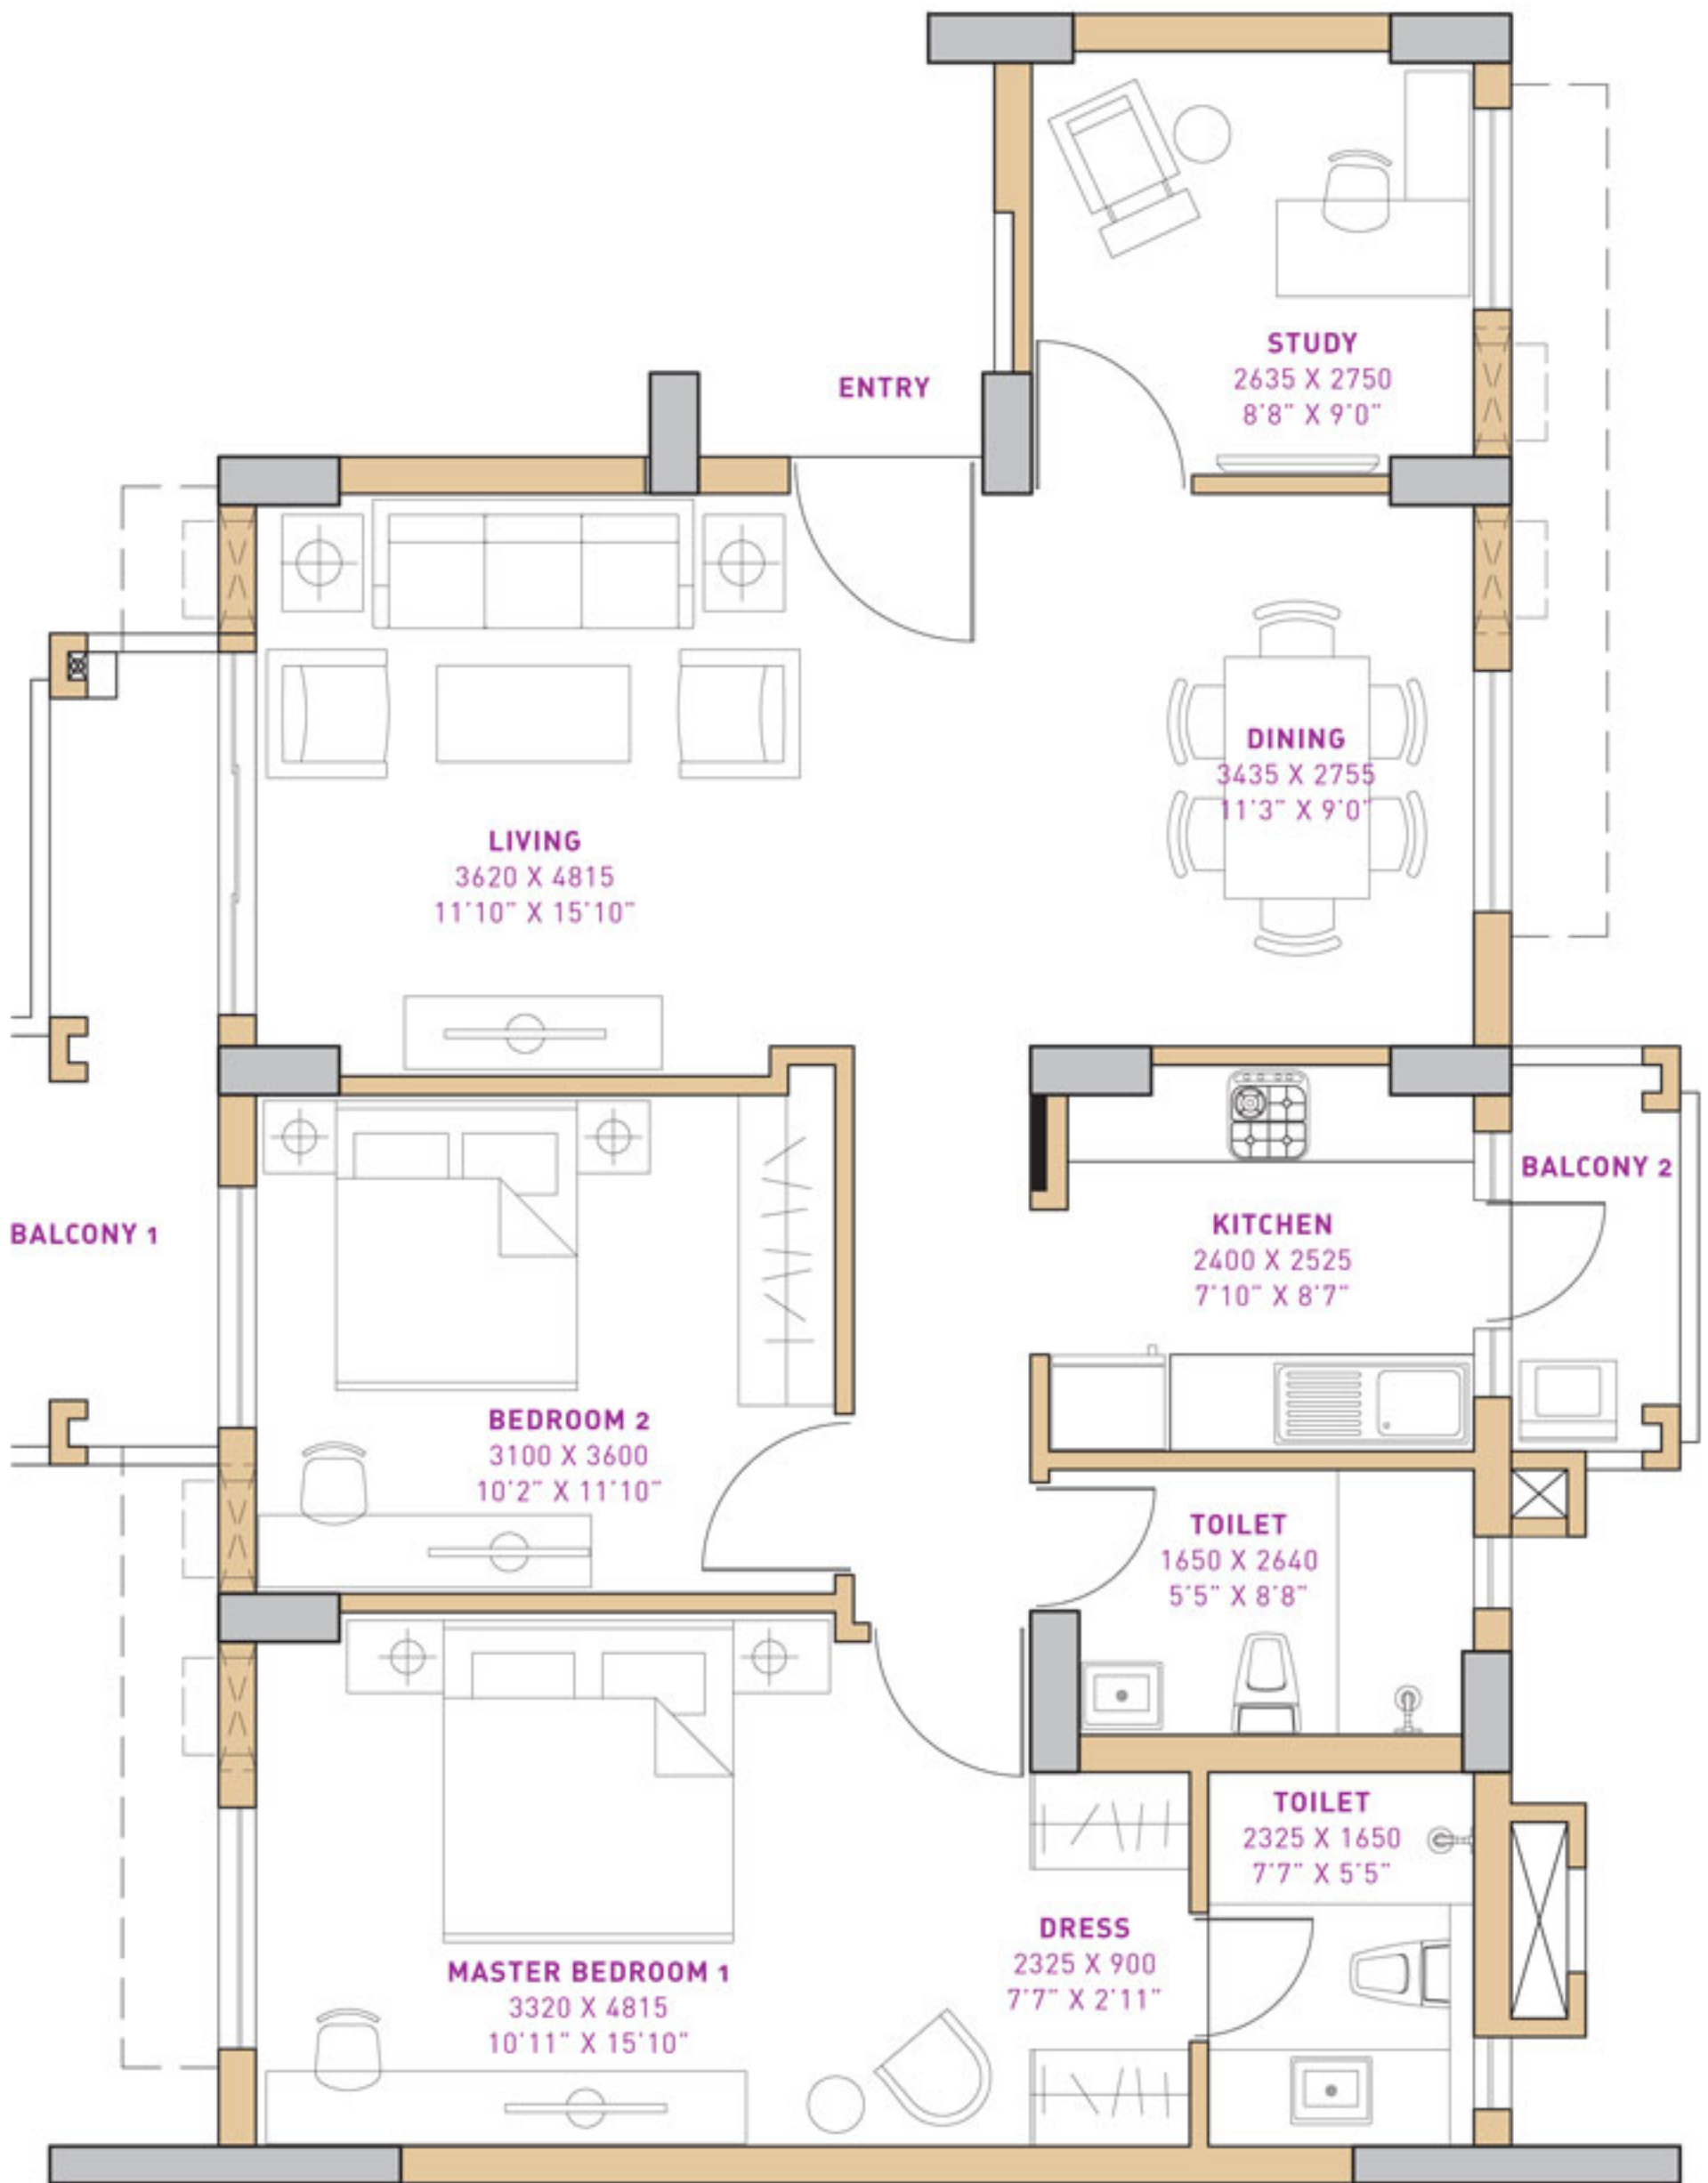 ENTRY
STUDY
2635 X 2750
8'8" X 9'0"
DINING
3435 X 2755
11'3" X 9'0"
LIVING
3620 X 4815
11'10" X 15'10"
BALCONY 2
BALCONY 1
KITCHEN
2400 X 2525
7'10" X 8'7"
BEDROOM 2
3100 X 3600
10'2" X 11'10"
TOILET
1650 X 2640
5'5" X 8'8"
TOILET
2325 X 1650
7'7" X 5'5"
DRESS
2325 X 900
7'7" X 2'11"
MASTER BEDROOM 1
3320 X 4815
10'11" X 15'10"